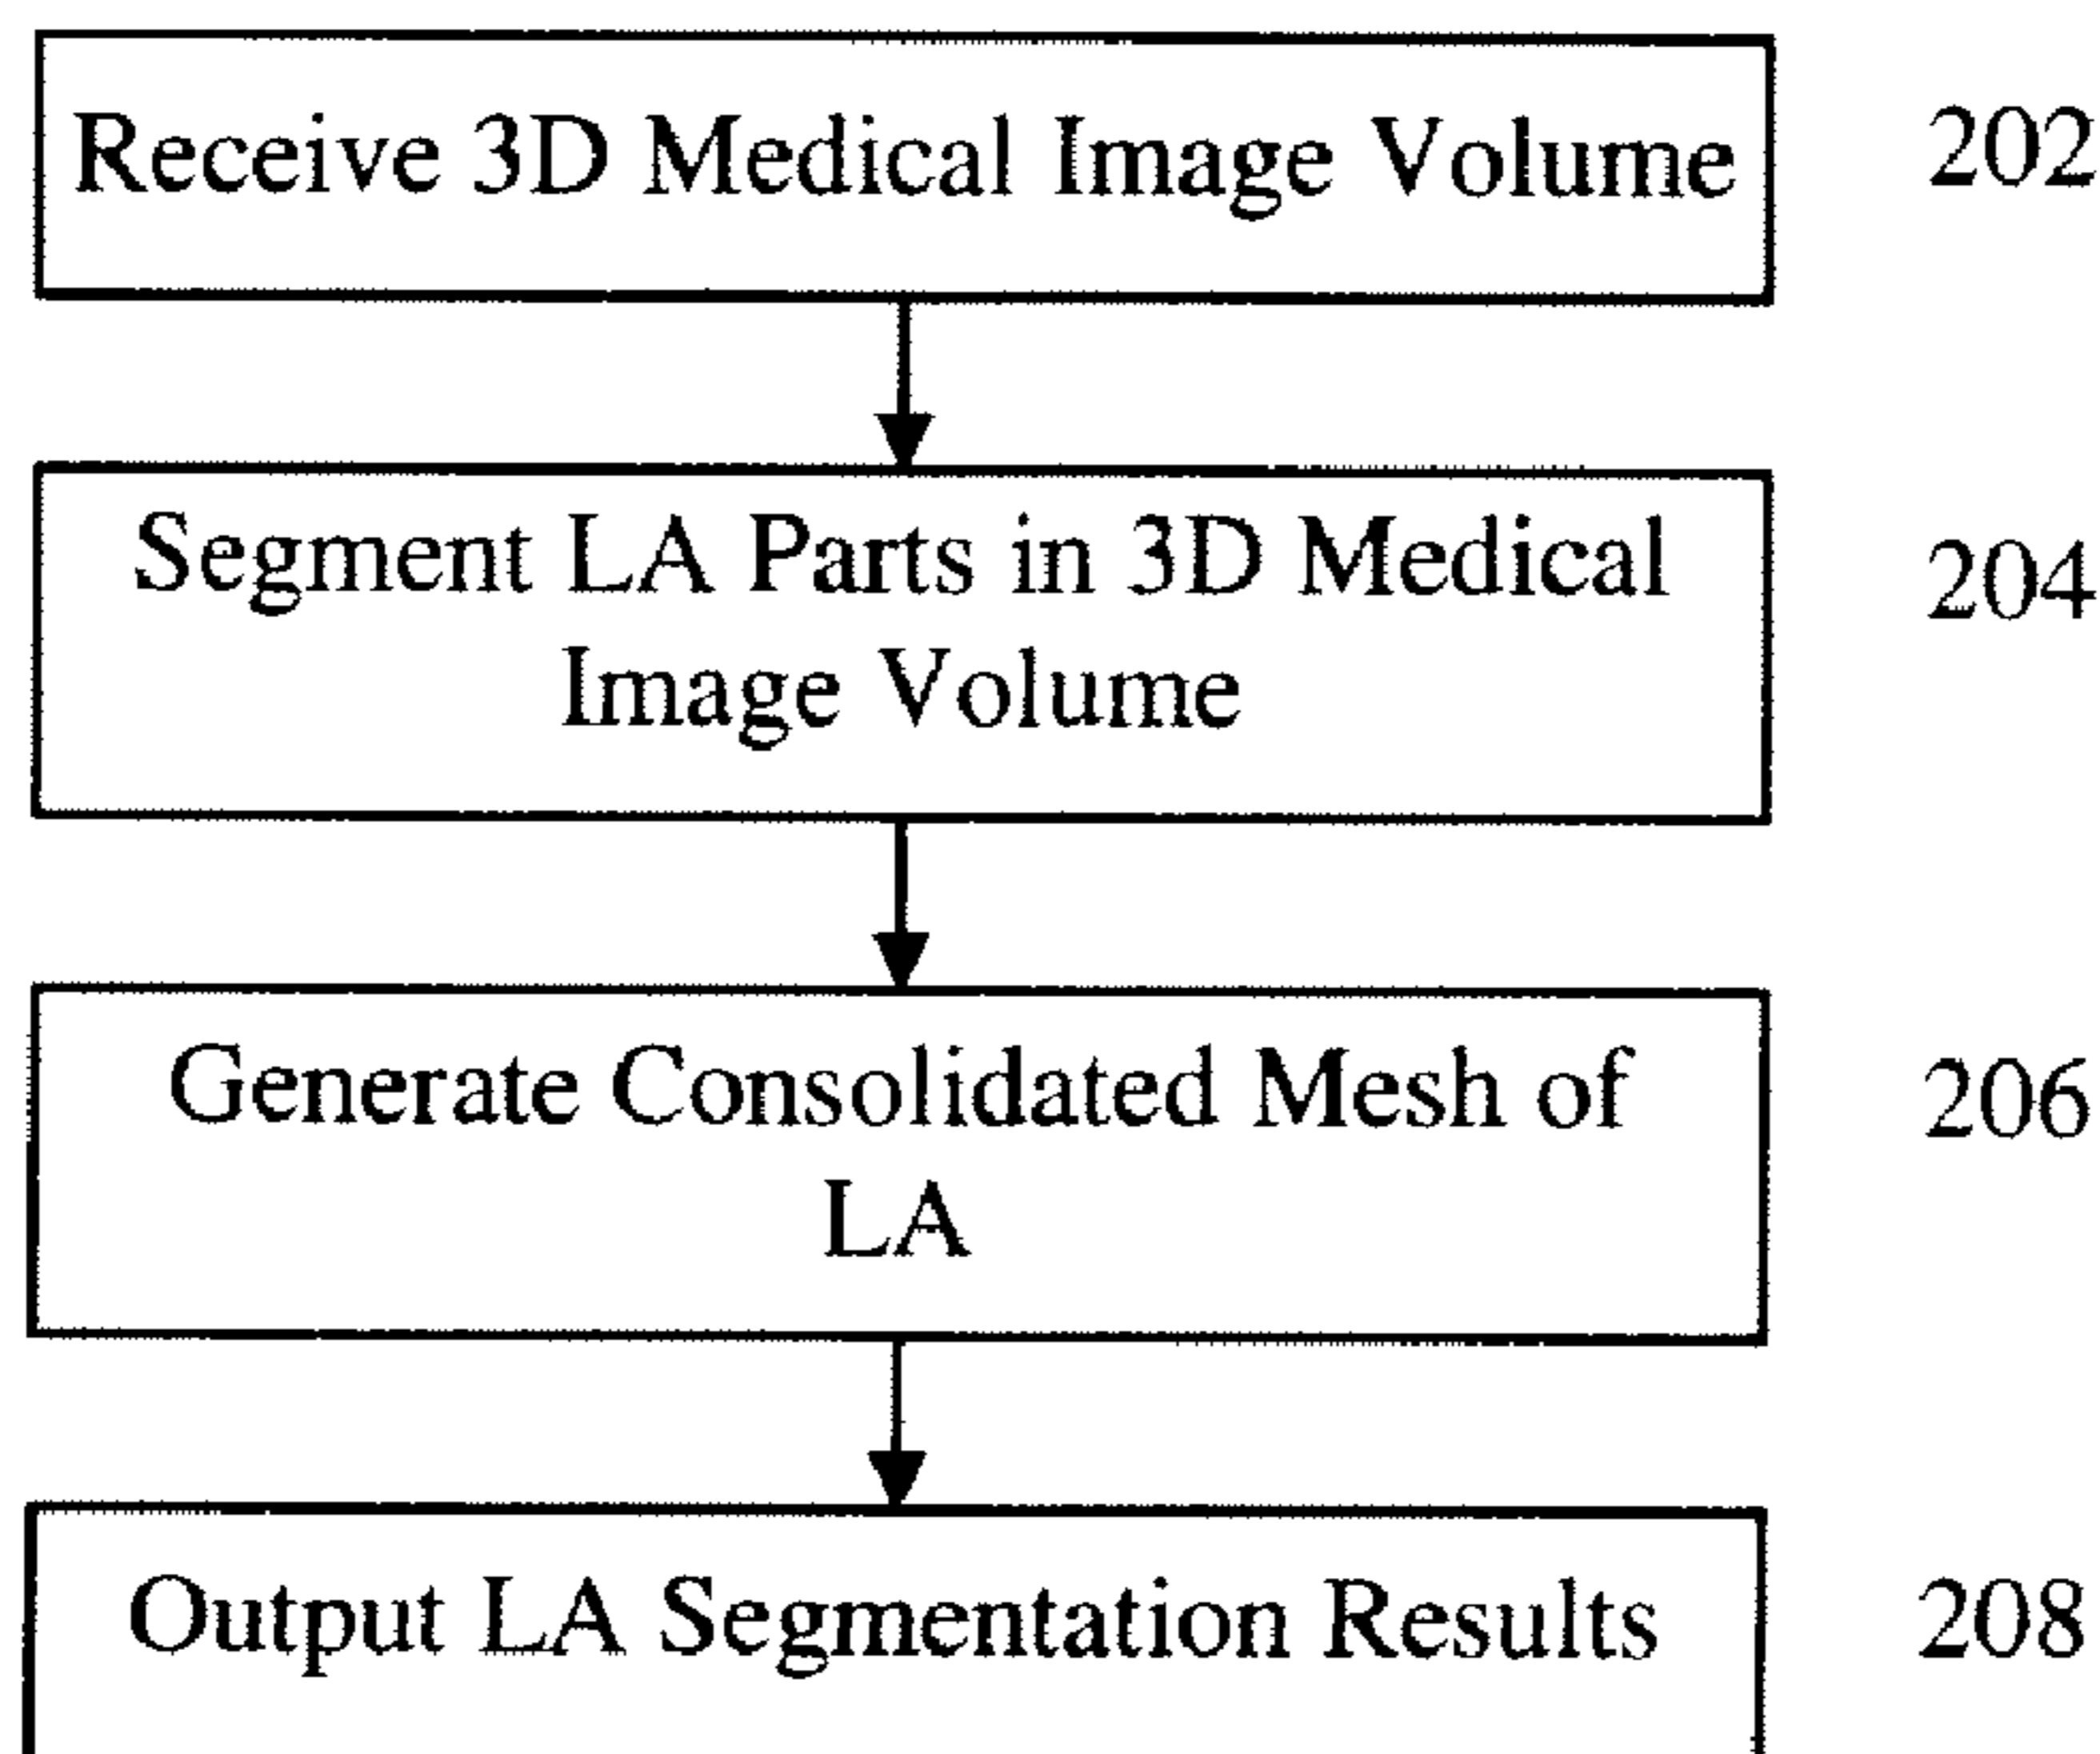 Receive 3D Medical Image Volume
202
Segment LA Parts in 3D Medical
Image Volume
204
Generate Consolidated Mesh of
LA
206
Output LA Segmentation Results
208